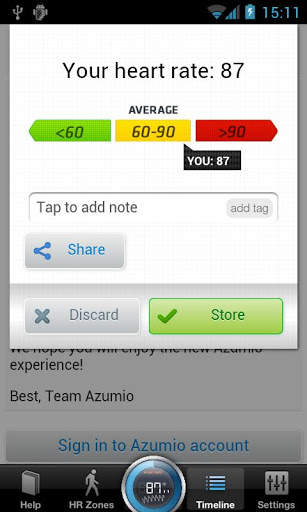 15:11
Your heart rate: 87
AVERAGE
<60 60-90 >90
YOU: 87
Tap to add note add tag
Share
Discard Store
We hope you will enjoy the new Azumio
experience!
Best, Team Azumio
Sign in to Azumio account
87
Help HR Zones Timeline Settings